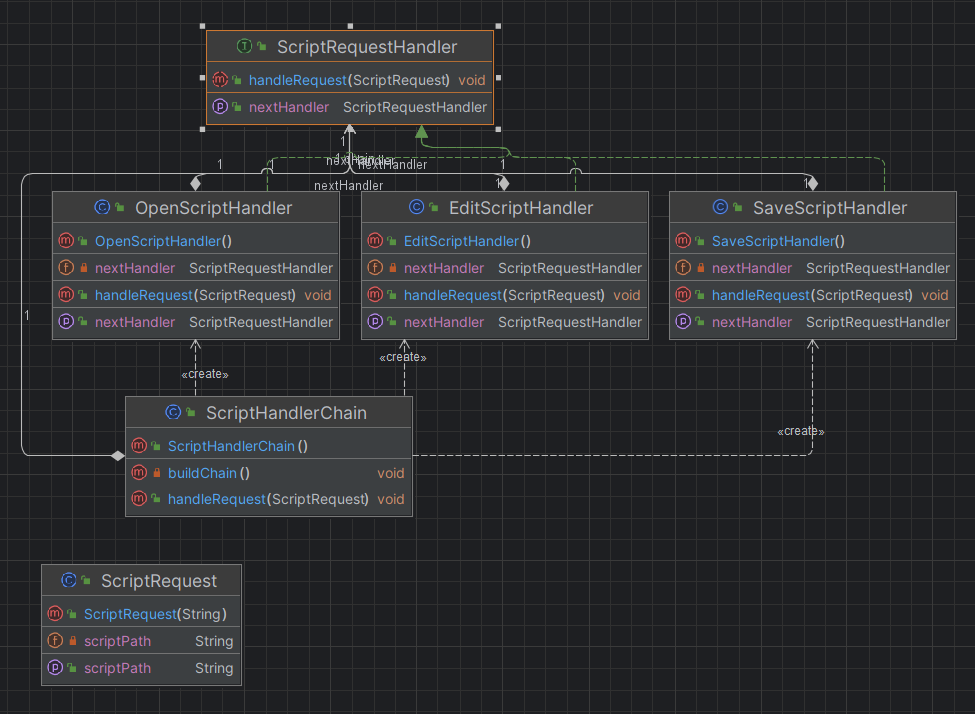 ScriptRequestHandler
handleRequest(ScriptRequest) void
nextHandler ScriptRequestHandler
1
nextHandler
1
1
nextHandler
1
nextHandler
1
1
OpenScriptHandler
OpenScriptHandler()
nextHandler ScriptRequestHandler
handleRequest(ScriptRequest) void
nextHandler ScriptRequestHandler
EditScriptHandler
EditScriptHandler()
nextHandler ScriptRequestHandler
handleRequest(ScriptRequest) void
nextHandler ScriptRequestHandler
SaveScriptHandler
SaveScriptHandler()
nextHandler ScriptRequestHandler
handleRequest(ScriptRequest) void
nextHandler ScriptRequestHandler
1
«create»
«create»
«create»
ScriptHandlerChain
ScriptHandlerChain()
buildChain() void
handleRequest(ScriptRequest) void
ScriptRequest
ScriptRequest(String)
scriptPath String
scriptPath String